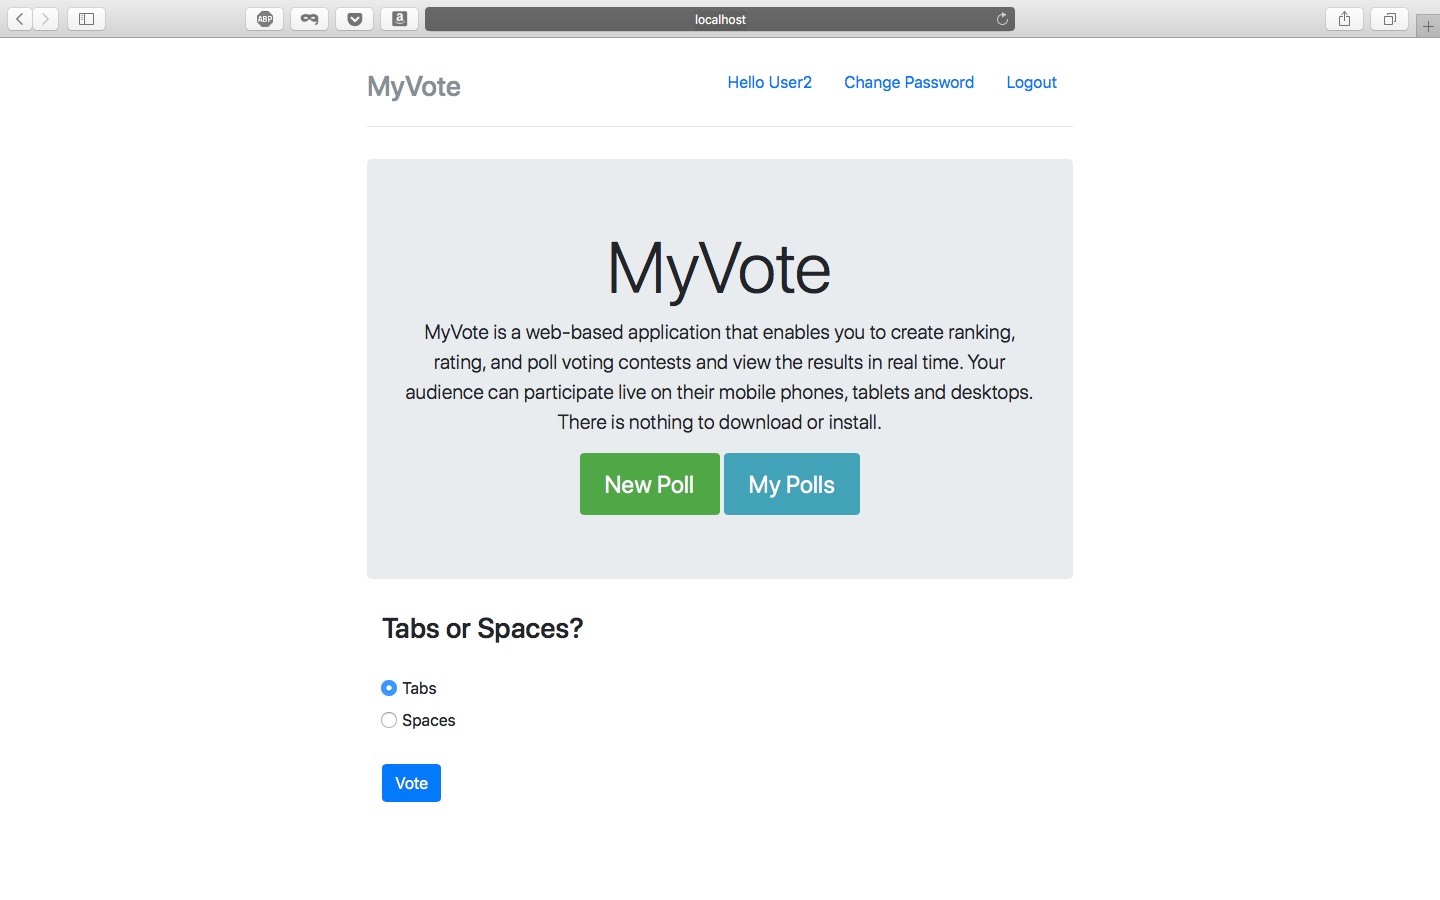 ABP
a
localhost
MyVote
Hello User2
Change Password
Logout
MyVote
MyVote is a web-based application that enables you to create ranking,
rating, and poll voting contests and view the results in real time. Your
audience can participate live on their mobile phones, tablets and desktops.
There is nothing to download or install.
New Poll
My Polls
Tabs or Spaces?
Tabs
Spaces
Vote